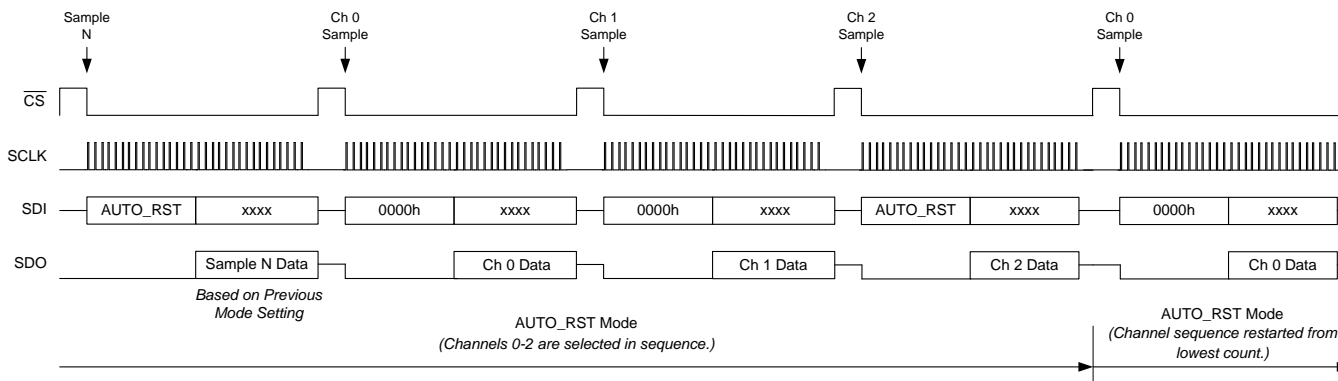 Sample
N
Ch 0
Sample
Ch 1
Sample
Ch 2
Sample
Ch 0
Sample
CS
SCLK
SDI
AUTO_RST
xxxx
0000h
xxxx
0000h
xxxx
AUTO_RST
xxxx
0000h
xxxx
SDO
Sample N Data
Ch 0 Data
Ch 1 Data
Ch 2 Data
Ch 0 Data
Based on Previous
Mode Setting
AUTO_RST Mode
(Channels 0-2 are selected in sequence.)
AUTO_RST Mode
(Channel sequence restarted from
lowest count.)